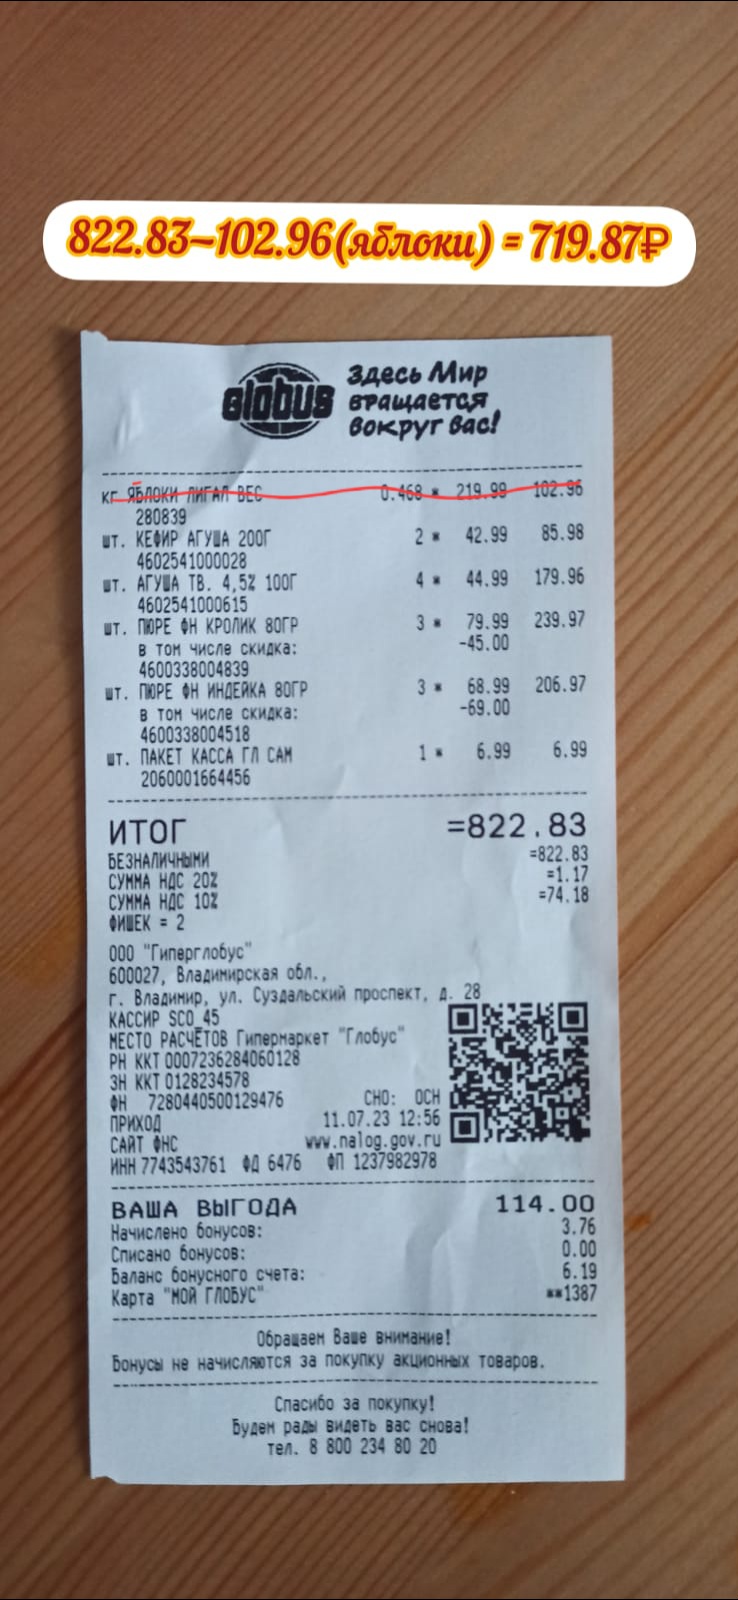 822.83–102.96(яблоки) = 719.87₽
Globus
Здесь Мир
вращается
вокруг вас!
кг ЯБЛОКИ ЛИГАЛ ВЕС 0.468 * 219.99 102.96
280839
шт. КЕФИР АГУША 200Г 2 * 42.99 85.98
4602541000028
шт. АГУША ТВ. 4,5% 100Г 4 * 44.99 179.96
4602541000615
шт. ПЮРЕ ФН КРОЛИК 80ГР 3 * 79.99 239.97
в том числе скидка: -45.00
4600338004839
шт. ПЮРЕ ФН ИНДЕЙКА 80ГР 3 * 68.99 206.97
в том числе скидка: -69.00
4600338004518
шт. ПАКЕТ КАССА ГЛ САМ 1 * 6.99 6.99
2060001664456
ИТОГ =822.83
БЕЗНАЛИЧНЫМИ =822.83
СУММА НДС 20% =1.17
СУММА НДС 10% =74.18
ФИШЕК = 2
ООО "Гиперглобус"
600027, Владимирская обл.,
г. Владимир, ул. Суздальский проспект, д. 28
КАССИР SCO_45
МЕСТО РАСЧЁТОВ Гипермаркет "Глобус"
РН ККТ 0007236284060128
ЗН ККТ 0128234578
ФН 7280440500129476 СНО: ОСН
ПРИХОД 11.07.23 12:56
САЙТ ФНС www.nalog.gov.ru
ИНН 7743543761 ФД 6476 ФП 1237982978
ВАША ВЫГОДА 114.00
Начислено бонусов: 3.76
Списано бонусов: 0.00
Баланс бонусного счета: 6.19
Карта "МОЙ ГЛОБУС" **1387
Обращаем Ваше внимание!
Бонусы не начисляются за покупку акционных товаров.
Спасибо за покупку!
Будем рады видеть вас снова!
тел. 8 800 234 80 20